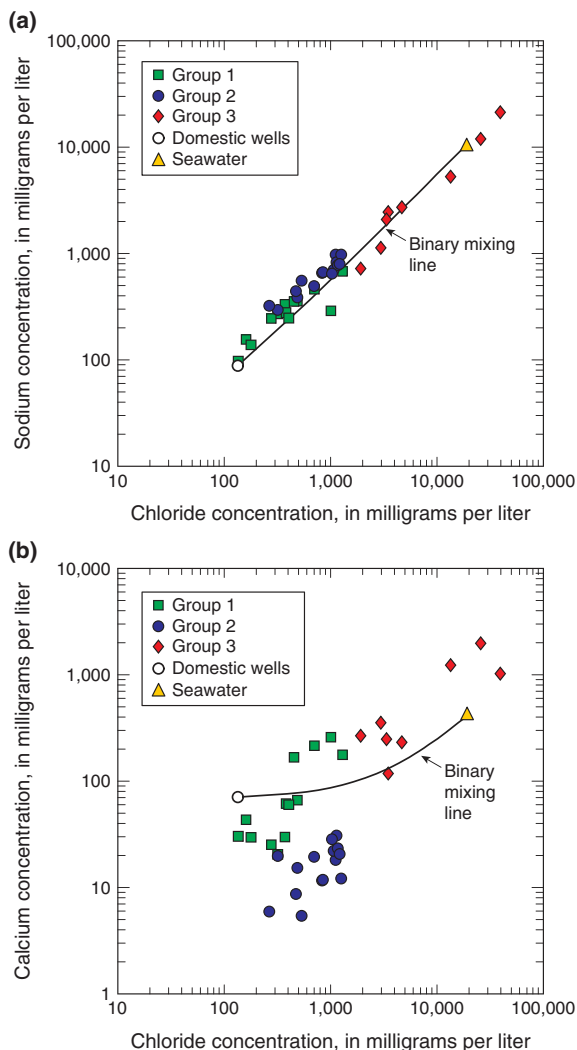 (a)
100,000
10,000
1,000
100
10
Sodium concentration, in milligrams per liter
Group 1
Group 2
Group 3
Domestic wells
Seawater
Binary mixing
line
10
100
1,000
10,000
100,000
Chloride concentration, in milligrams per liter
(b)
10,000
1,000
100
10
1
Calcium concentration, in milligrams per liter
Group 1
Group 2
Group 3
Domestic wells
Seawater
Binary
mixing
line
10
100
1,000
10,000
100,000
Chloride concentration, in milligrams per liter